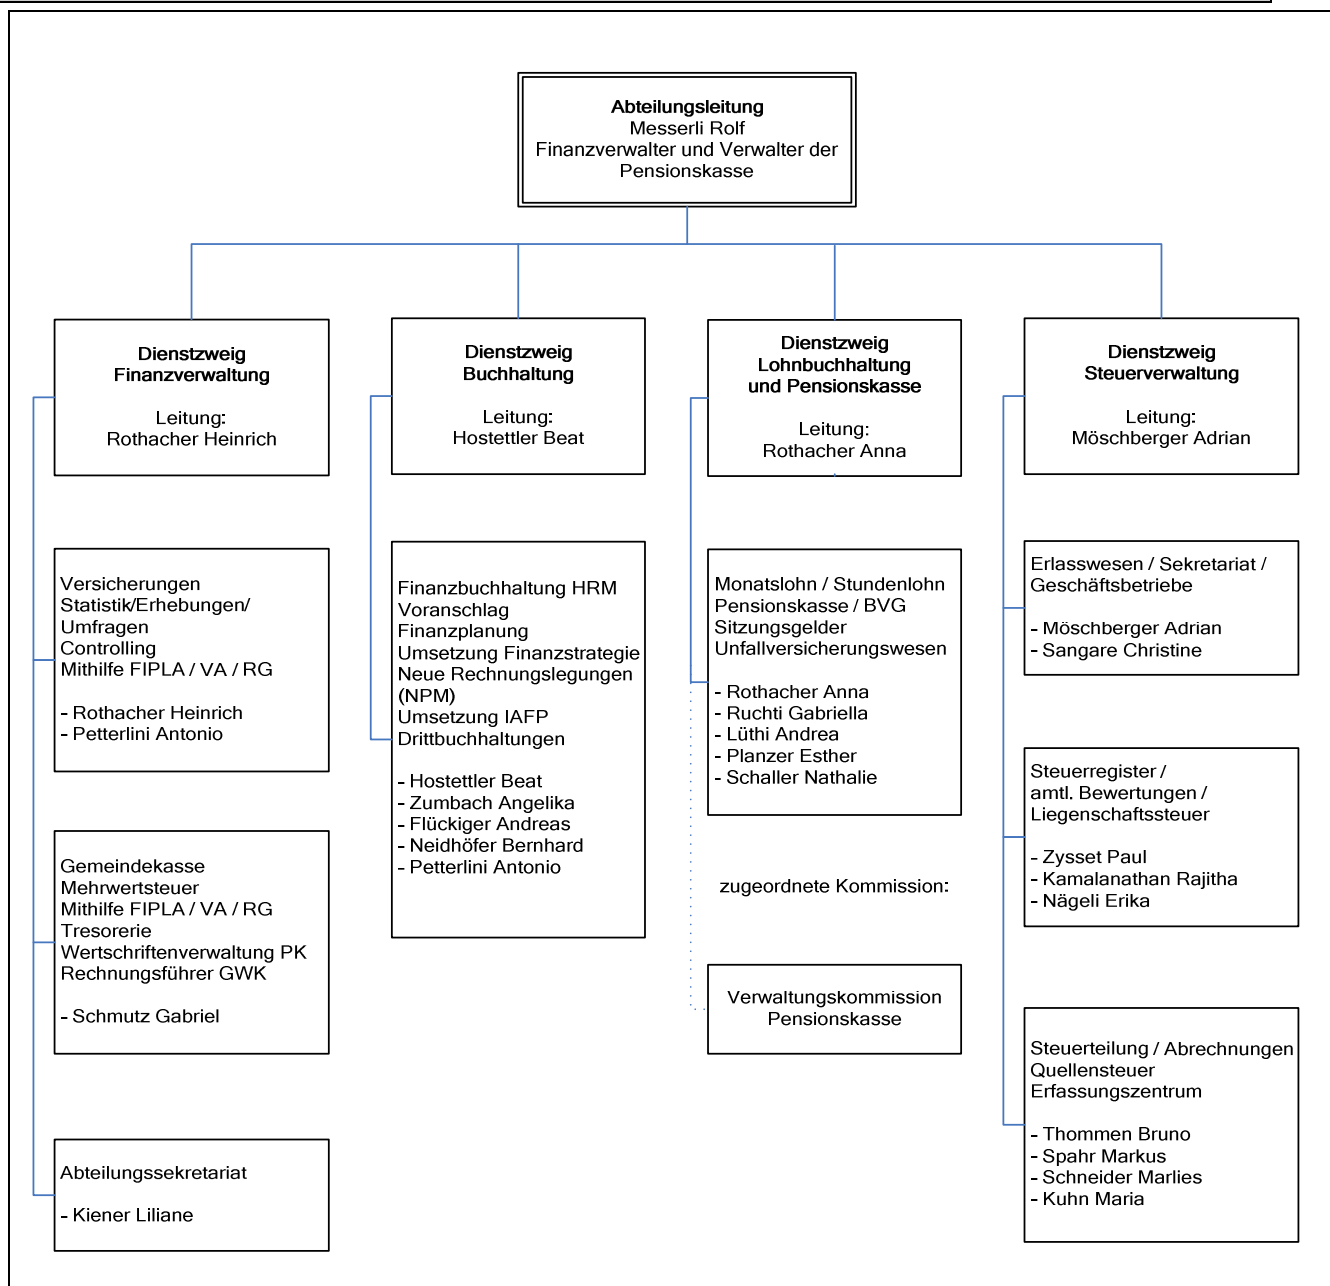 Abteilungsleitung
Messerli Rolf
Finanzverwalter und Verwalter der
Pensionskasse
Dienstzweig
Finanzverwaltung
Leitung:
Rothacher Heinrich
Versicherungen
Statistik/Erhebungen/
Umfragen
Controlling
Mithilfe FIPLA / VA / RG
- Rothacher Heinrich
- Petterlini Antonio
Gemeindekasse
Mehrwertsteuer
Mithilfe FIPLA / VA / RG
Tresorerie
Wertschriftenverwaltung PK
Rechnungsführer GWK
- Schmutz Gabriel
Abteilungssekretariat
- Kiener Liliane
Dienstzweig
Buchhaltung
Leitung:
Hostettler Beat
Finanzbuchhaltung HRM
Voranschlag
Finanzplanung
Umsetzung Finanzstrategie
Neue Rechnungslegungen
(NPM)
Umsetzung IAFP
Drittbuchhaltungen
- Hostettler Beat
- Zumbach Angelika
- Flückiger Andreas
- Neidhöfer Bernhard
- Petterlini Antonio
Dienstzweig
Lohnbuchhaltung
und Pensionskasse
Leitung:
Rothacher Anna
Monatslohn / Stundenlohn
Pensionskasse / BVG
Sitzungsgelder
Unfallversicherungswesen
- Rothacher Anna
- Ruchti Gabriella
- Lüthi Andrea
- Planzer Esther
- Schaller Nathalie
zugeordnete Kommission:
Verwaltungskommission
Pensionskasse
Dienstzweig
Steuerverwaltung
Leitung:
Möschberger Adrian
Erlasswesen / Sekretariat /
Geschäftsbetriebe
- Möschberger Adrian
- Sangare Christine
Steuerregister /
amtl. Bewertungen /
Liegenschaftssteuer
- Zysset Paul
- Kamalanathan Rajitha
- Nägeli Erika
Steuerteilung / Abrechnungen
Quellensteuer
Erfassungszentrum
- Thommen Bruno
- Spahr Markus
- Schneider Marlies
- Kuhn Maria